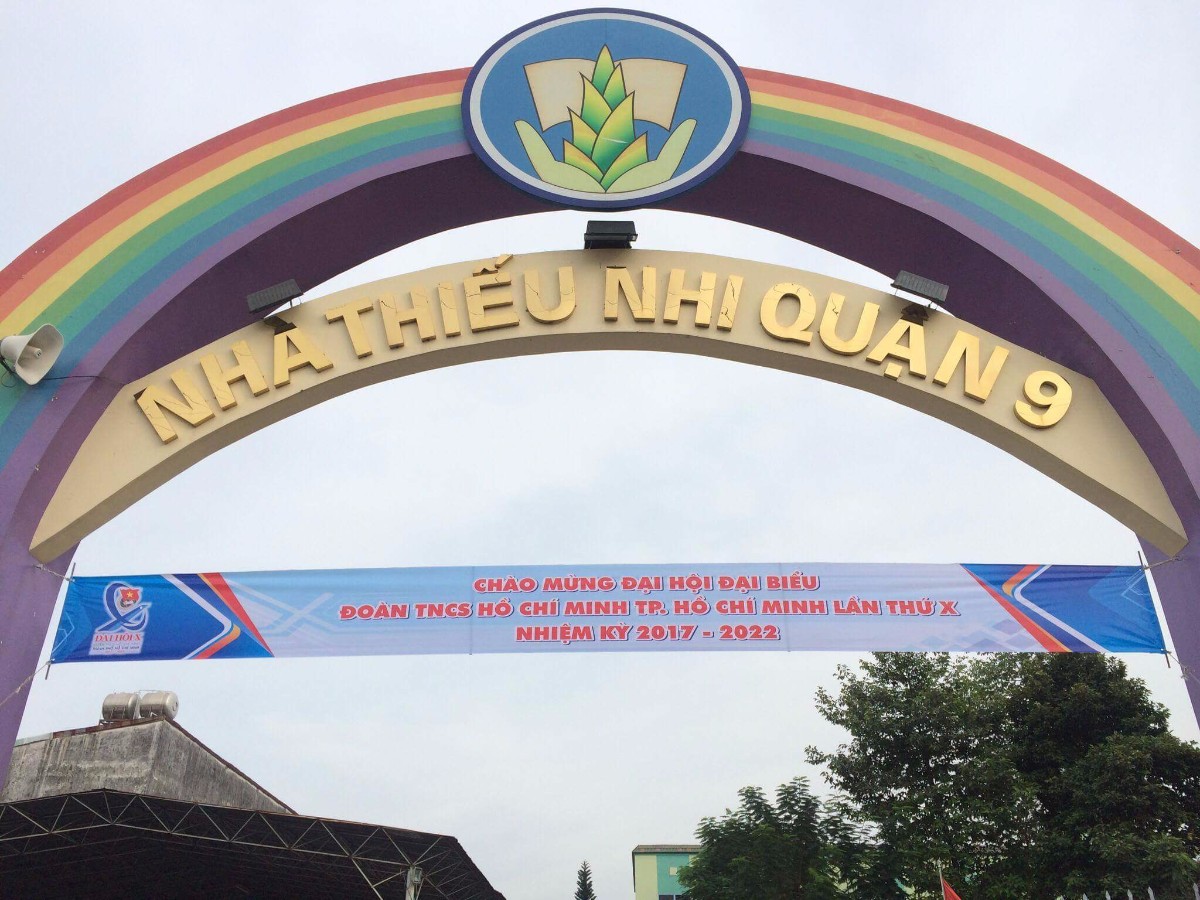 NHA THIẾU NHI QUẬN 9
CHÀO MỪNG ĐẠI HỘI ĐẠI BIỂU
ĐOÀN TNCS HỒ CHÍ MINH TP. HỒ CHÍ MINH LẦN THỨ X
NHIỆM KỲ 2017 - 2022
ĐẠI HỘI X